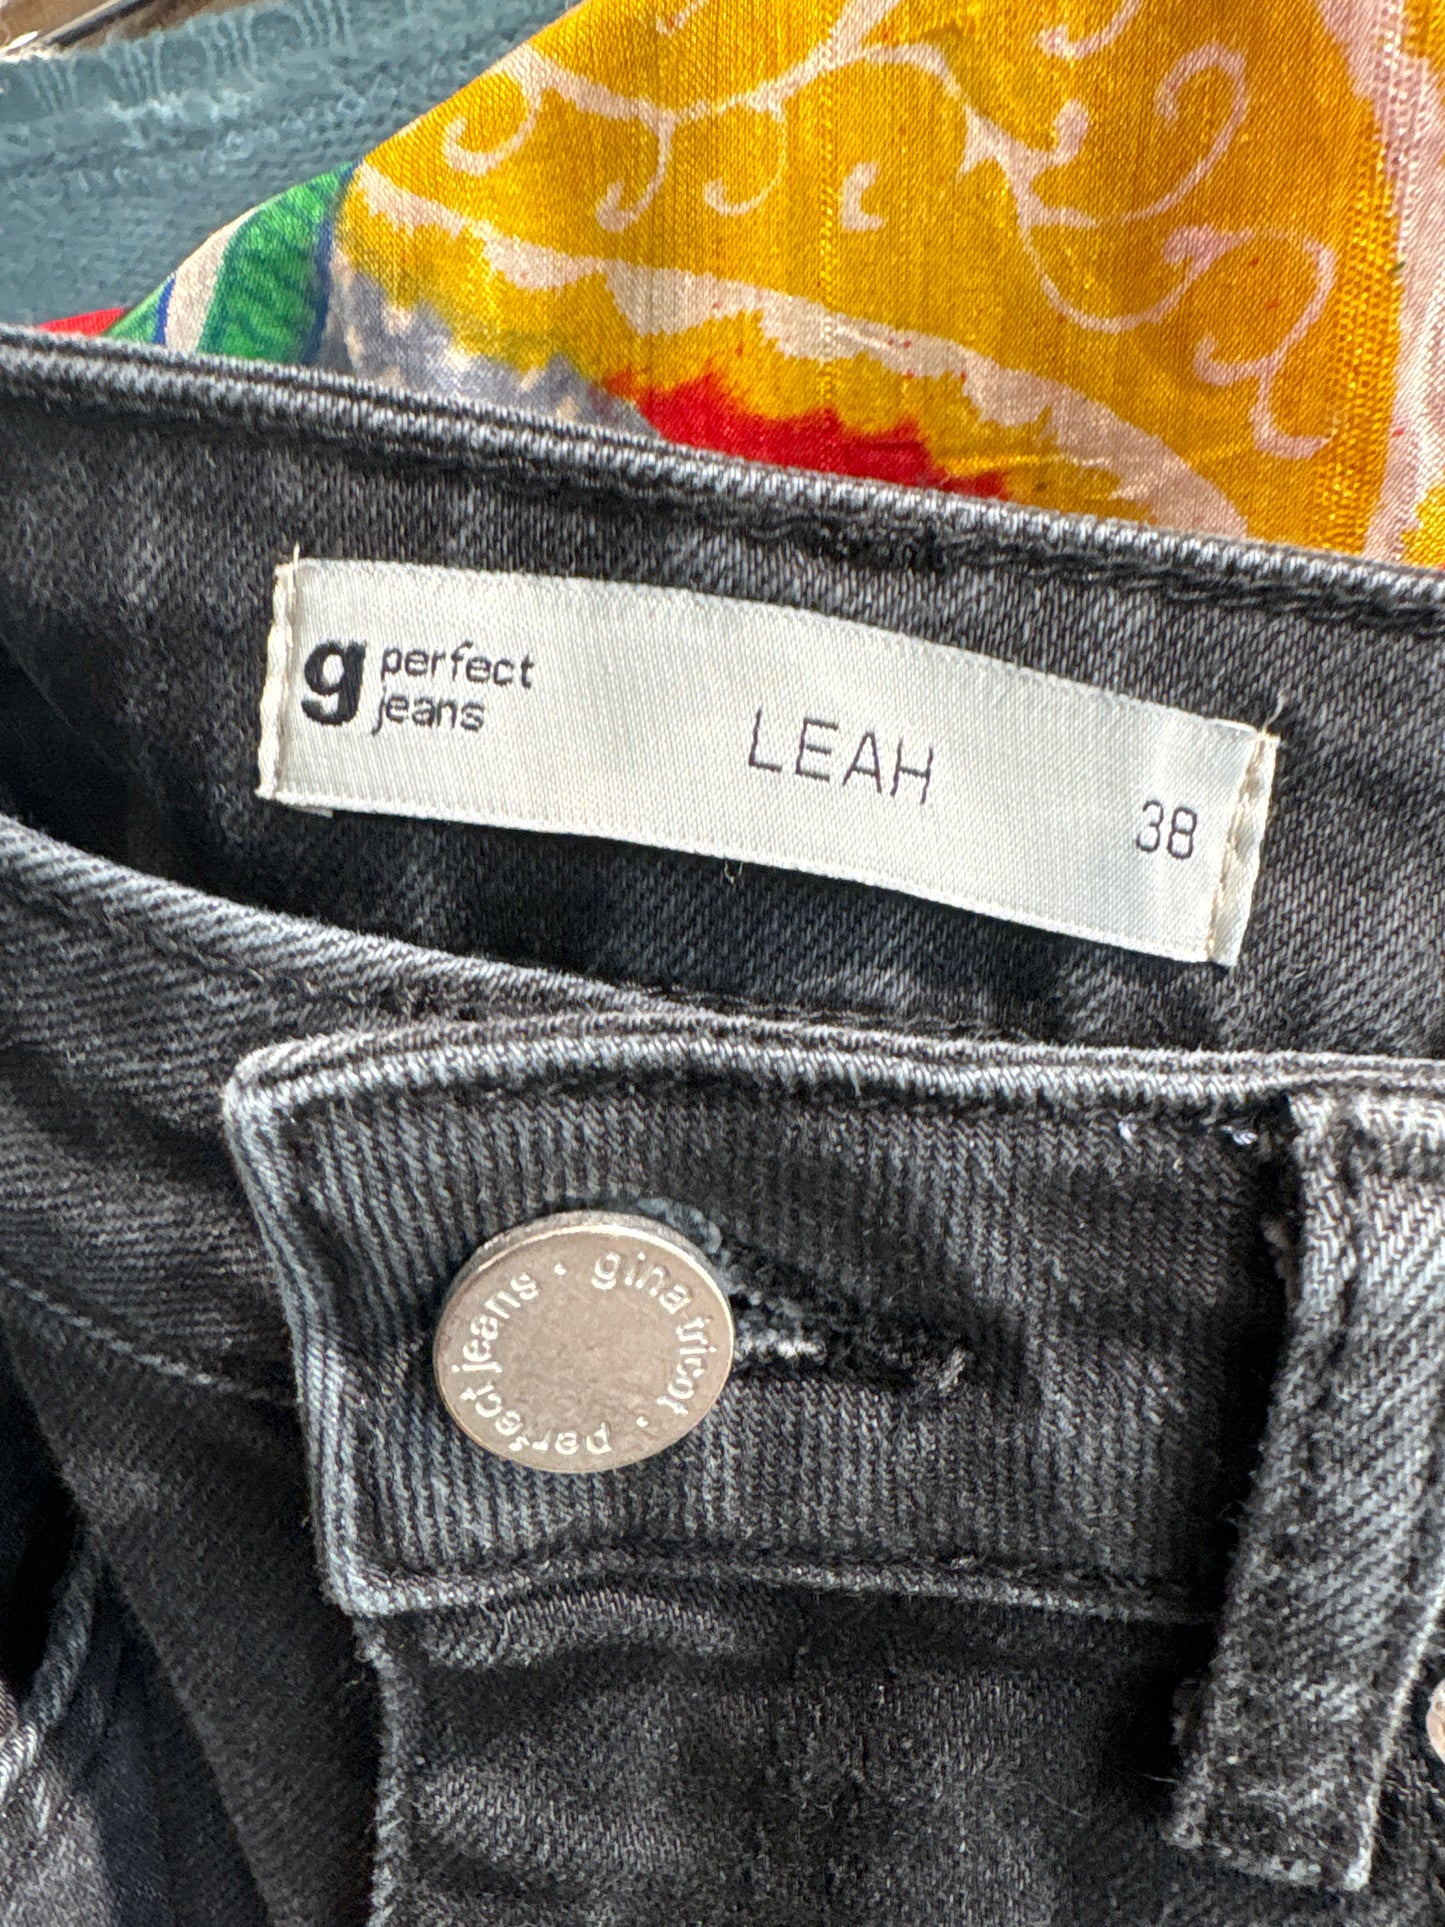 g perfect
jeans
LEAH
38
gina tricot · perfect jeans ·